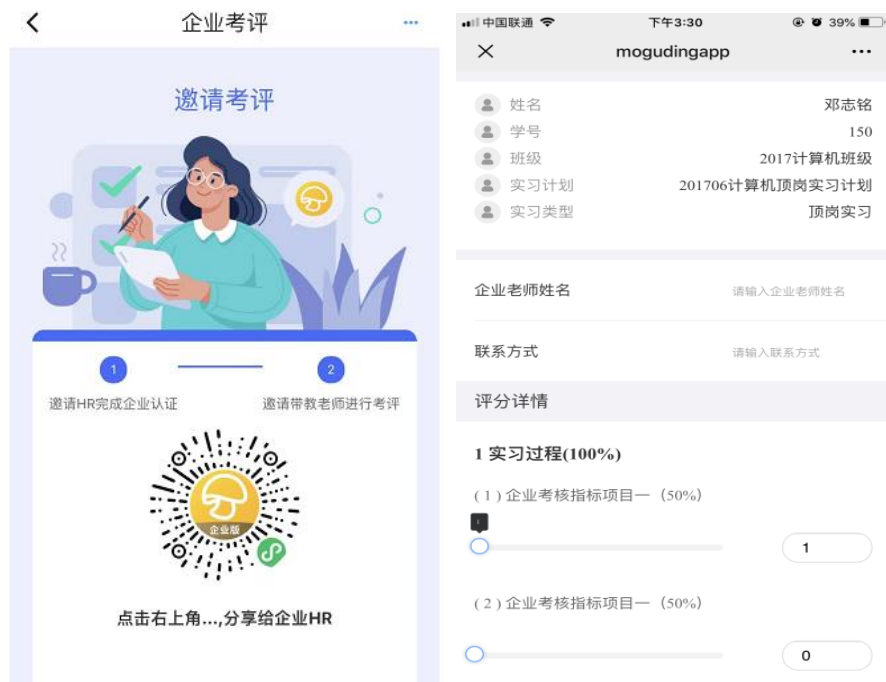 企业考评
邀请考评
1
2
邀请HR完成企业认证
邀请带教老师进行考评
企业版
点击右上角...,分享给企业HR
中国联通
下午3:30
39%
mogudingapp
姓名
邓志铭
学号
150
班级
2017计算机班级
实习计划
201706计算机顶岗实习计划
实习类型
顶岗实习
企业老师姓名
请输入企业老师姓名
联系方式
请输入联系方式
评分详情
1 实习过程(100%)
(1)企业考核指标项目一(50%)
1
(2)企业考核指标项目一(50%)
0